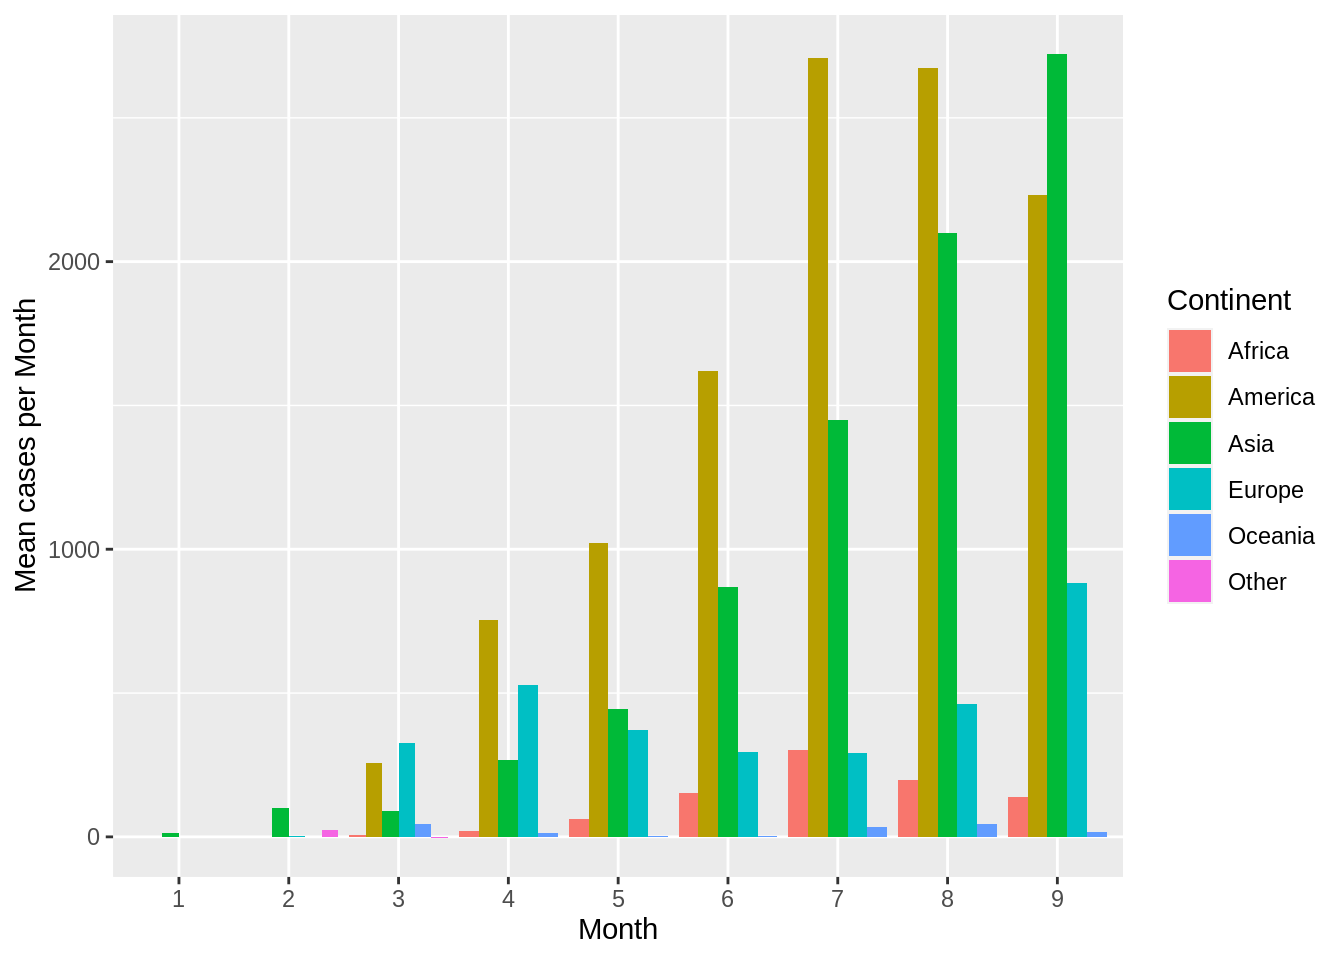 Mean cases per Month
2000
1000
0
1 2 3 4 5 6 7 8 9
Month
Continent
Africa
America
Asia
Europe
Oceania
Other